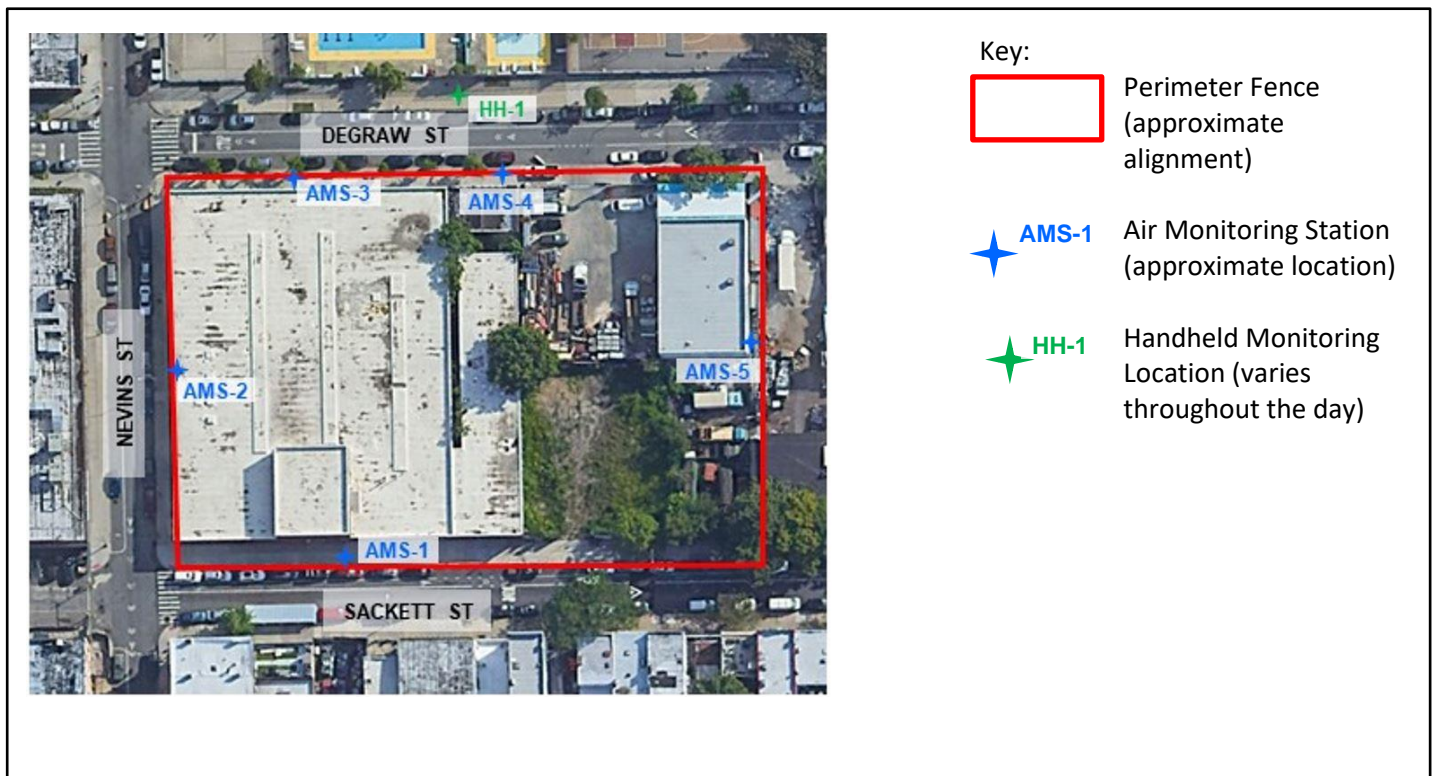 Key:
Perimeter Fence
(approximate
alignment)
AMS-1
Air Monitoring Station
(approximate location)
HH-1
Handheld Monitoring
Location (varies
throughout the day)
HH-1
DEGRAW ST
AMS-3
AMS-4
NEVINS ST
AMS-2
AMS-5
AMS-1
SACKETT ST